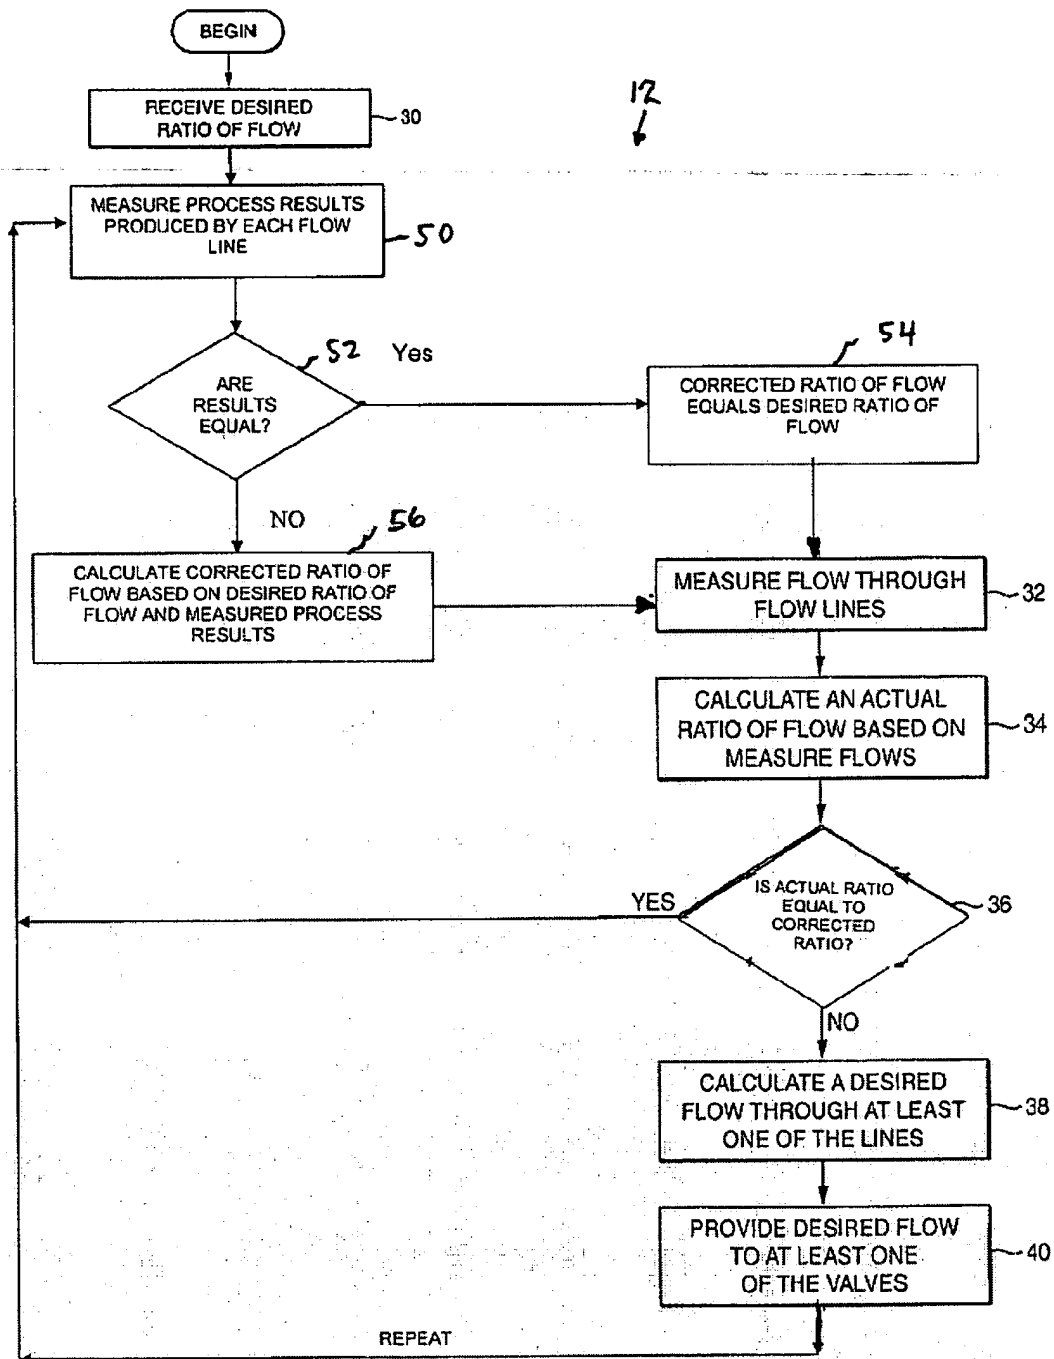 BEGIN
RECEIVE DESIRED
RATIO OF FLOW
30
12
MEASURE PROCESS RESULTS
PRODUCED BY EACH FLOW
LINE
50
ARE
RESULTS
EQUAL?
52
Yes
54
CORRECTED RATIO OF FLOW
EQUALS DESIRED RATIO OF
FLOW
NO
56
CALCULATE CORRECTED RATIO OF
FLOW BASED ON DESIRED RATIO OF
FLOW AND MEASURED PROCESS
RESULTS
MEASURE FLOW THROUGH
FLOW LINES
32
CALCULATE AN ACTUAL
RATIO OF FLOW BASED ON
MEASURE FLOWS
34
YES
IS ACTUAL RATIO
EQUAL TO
CORRECTED
RATIO?
36
NO
CALCULATE A DESIRED
FLOW THROUGH AT LEAST
ONE OF THE LINES
38
PROVIDE DESIRED FLOW
TO AT LEAST ONE
OF THE VALVES
40
REPEAT